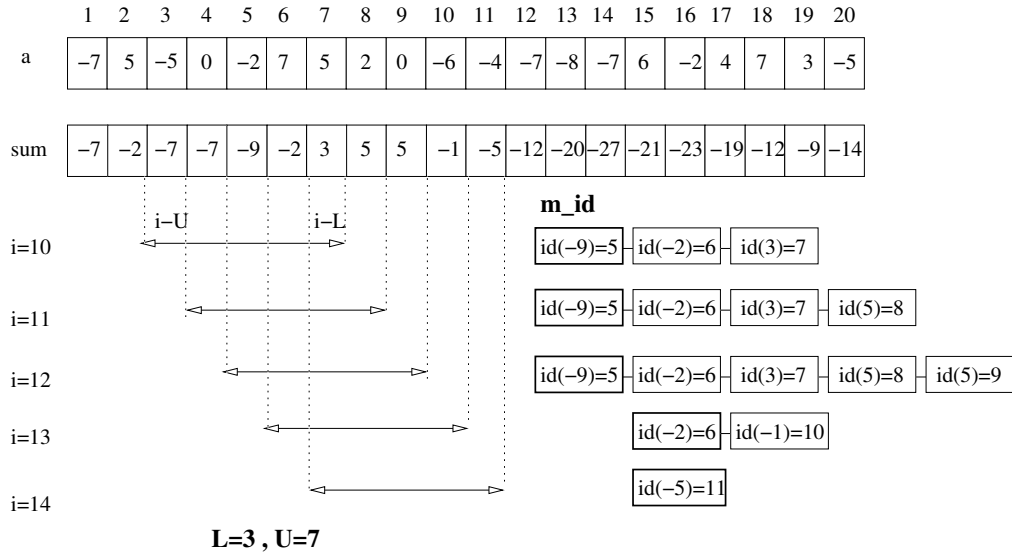 1 2 3 4 5 6 7 8 9 10 11 12 13 14 15 16 17 18 19 20
a −7 5 −5 0 −2 7 5 2 0 −6 −4 −7 −8 −7 6 −2 4 7 3 −5
sum −7 −2 −7 −7 −9 −2 3 5 5 −1 −5 −12 −20 −27 −21 −23 −19 −12 −9 −14
m_id
i−U i−L
i=10 id(−9)=5 id(−2)=6 id(3)=7
i=11 id(−9)=5 id(−2)=6 id(3)=7 id(5)=8
i=12 id(−9)=5 id(−2)=6 id(3)=7 id(5)=8 id(5)=9
i=13 id(−2)=6 id(−1)=10
i=14 id(−5)=11
L=3 , U=7